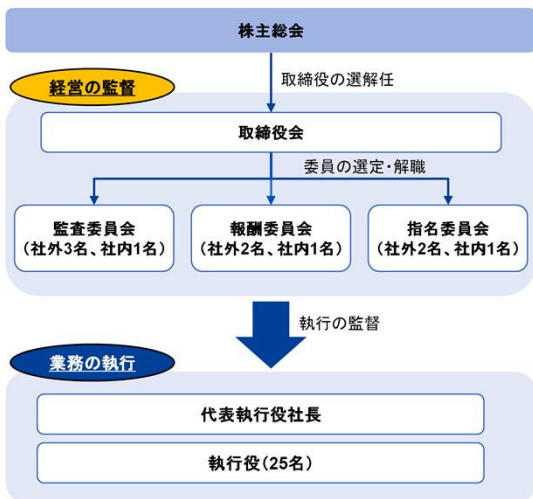 株主総会
取締役の選解任
経営の監督
取締役会
委員の選定・解職
監査委員会
(社外3名、社内1名)
報酬委員会
(社外2名、社内1名)
指名委員会
(社外2名、社内1名)
執行の監督
業務の執行
代表執行役社長
執行役(25名)